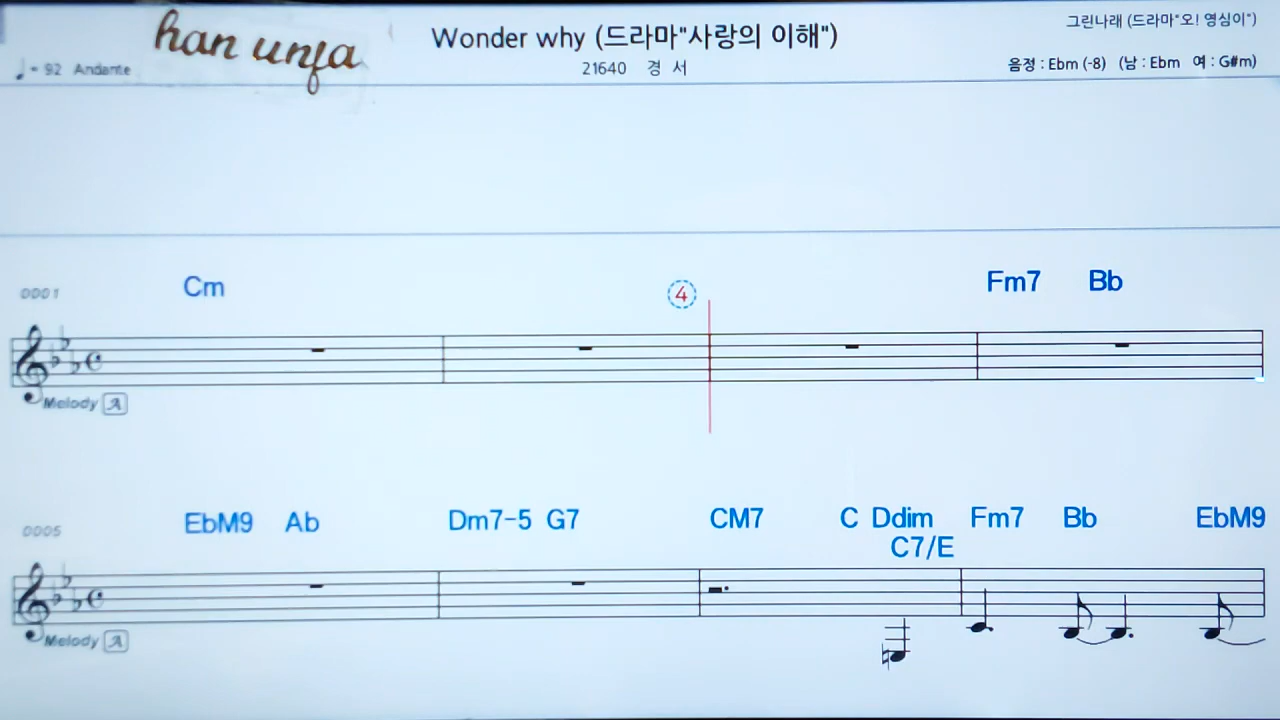 han unfa
Wonder why (드라마"사랑의 이해")
그린나래 (드라마"오! 영심이")
♩= 92 Andante
21640 경 서
음정 : Ebm (-8) (남 : Ebm 여 : G#m)
0001 Cm ④ Fm7 Bb
Melody A
0005 EbM9 Ab Dm7-5 G7 CM7 C Ddim Fm7 Bb EbM9
C7/E
Melody A